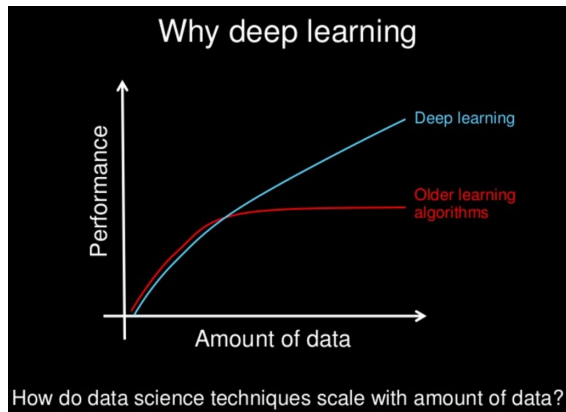 Why deep learning
Deep learning
Older learning
algorithms
Performance
Amount of data
How do data science techniques scale with amount of data?